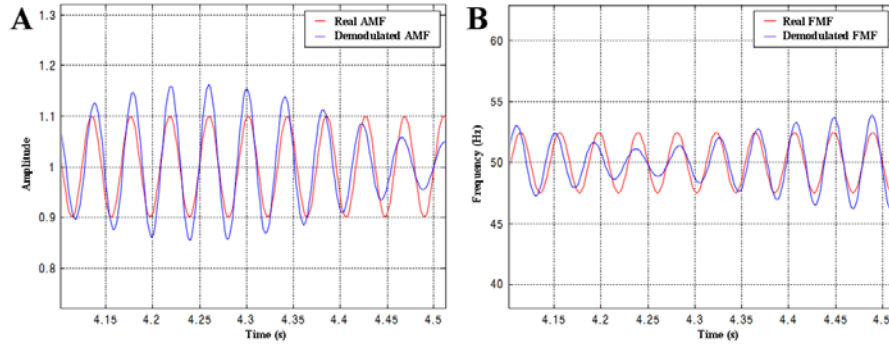 A
1.3
1.2
1.1
1
0.9
0.8
Amplitude
Real AMF
Demodulated AMF
4.15 4.2 4.25 4.3 4.35 4.4 4.45 4.5
Time (s)
B
60
55
50
45
40
Frequency (Hz)
Real FMF
Demodulated FMF
4.15 4.2 4.25 4.3 4.35 4.4 4.45 4.5
Time (s)